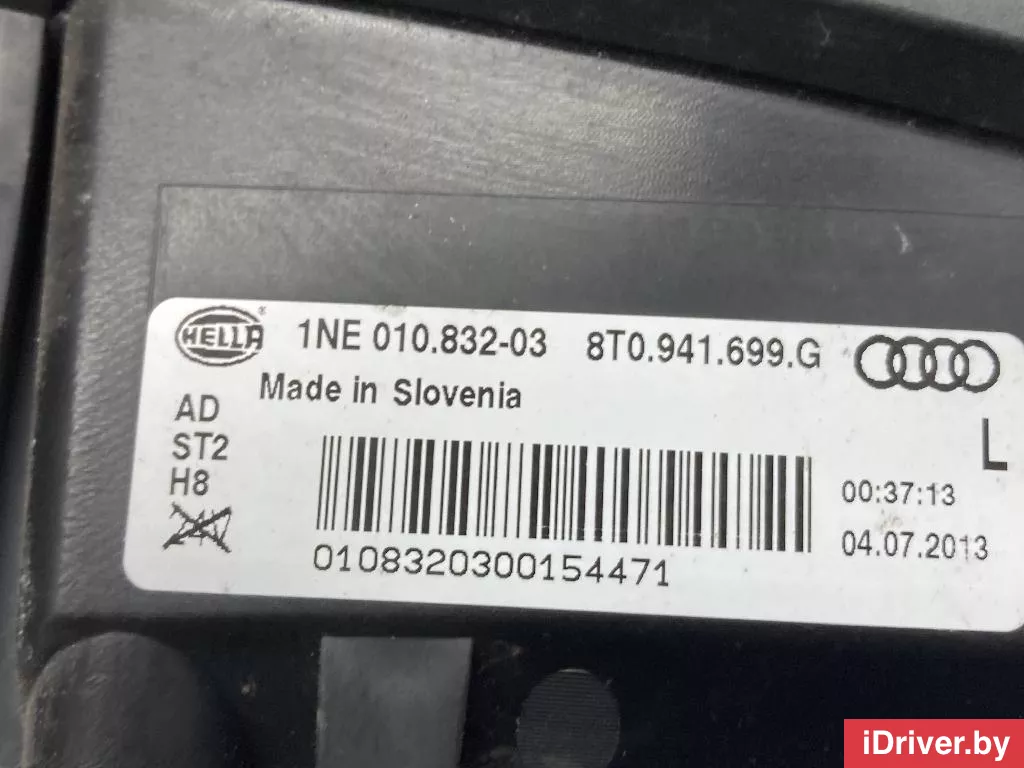 HELLA ® 1NE 010.832-03 8T0.941.699.G
Made in Slovenia
AD
ST2
H8
L
00:37:13
04.07.2013
0108320300154471
iDriver.by